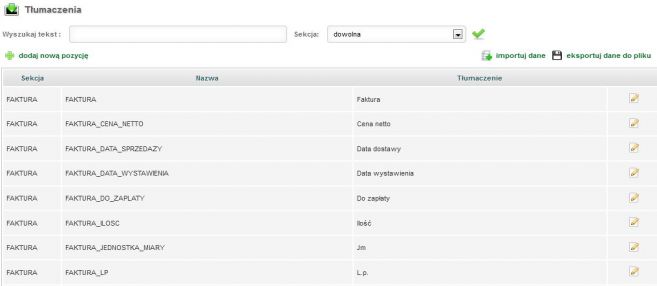 Tłumaczenia
Wyszukaj tekst : Sekcja: dowolna
dodaj nową pozycję importuj dane eksportuj dane do pliku
Sekcja Nazwa Tłumaczenie
FAKTURA FAKTURA Faktura
FAKTURA FAKTURA_CENA_NETTO Cena netto
FAKTURA FAKTURA_DATA_SPRZEDAZY Data dostawy
FAKTURA FAKTURA_DATA_WYSTAWIENIA Data wystawienia
FAKTURA FAKTURA_DO_ZAPLATY Do zapłaty
FAKTURA FAKTURA_ILOSC Ilość
FAKTURA FAKTURA_JEDNOSTKA_MIARY Jm
FAKTURA FAKTURA_LP L.p.